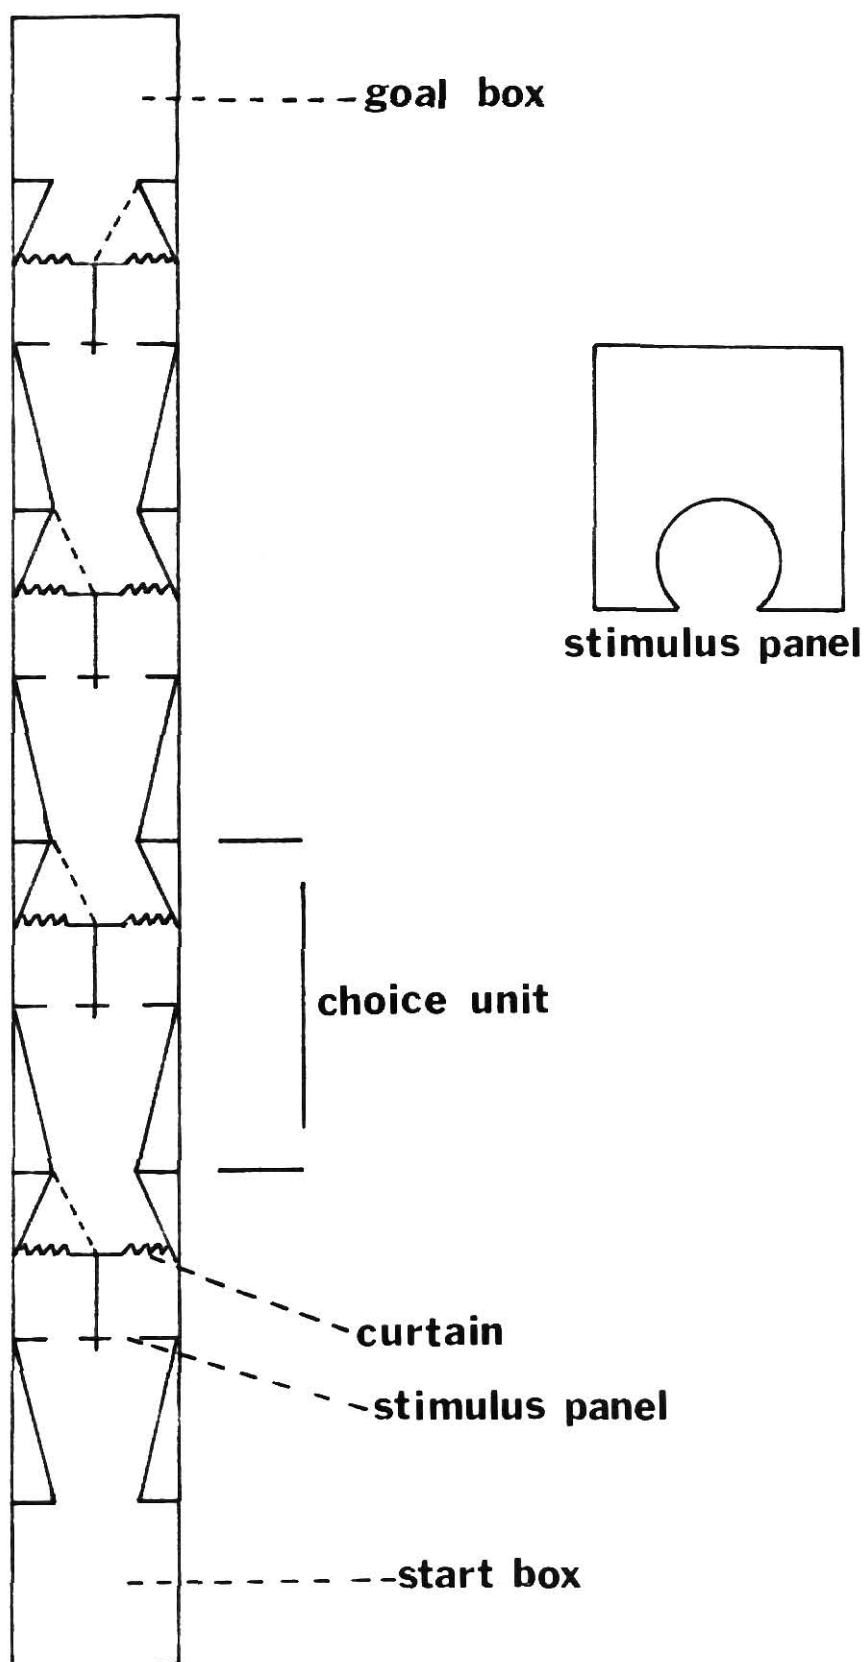 goal box
stimulus panel
choice unit
curtain
stimulus panel
start box